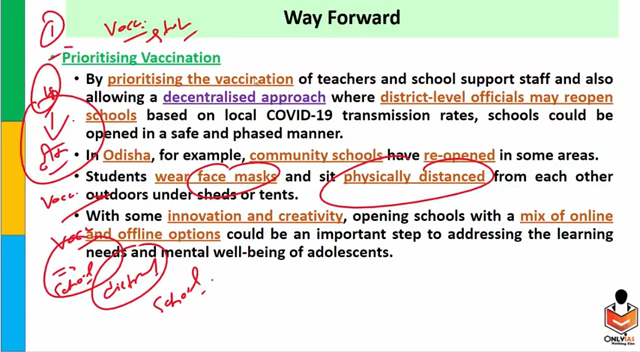 Way Forward
Prioritising Vaccination
By prioritising the vaccination of teachers and school support staff and also
allowing a decentralised approach where district-level officials may reopen
schools based on local COVID-19 transmission rates, schools could be
opened in a safe and phased manner.
In Odisha, for example, community schools have re-opened in some areas.
Students wear face masks and sit physically distanced from each other
outdoors under sheds or tents.
With some innovation and creativity, opening schools with a mix of online
and offline options could be an important step to addressing the learning
needs and mental well-being of adolescents.
school
district
school
ONLYIAS